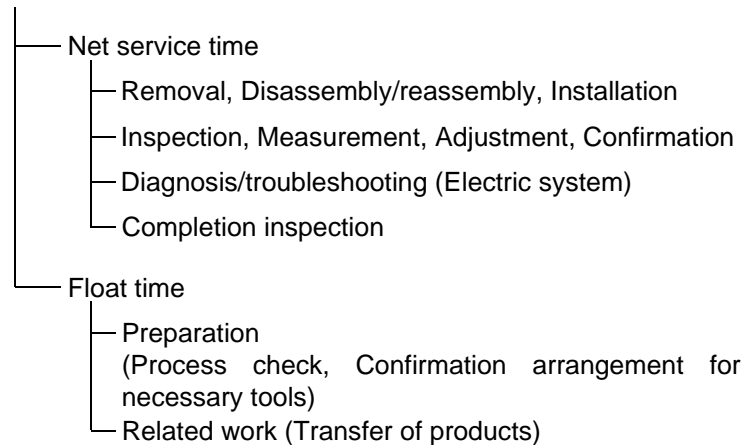 Net service time
Removal, Disassembly/reassembly, Installation
Inspection, Measurement, Adjustment, Confirmation
Diagnosis/troubleshooting (Electric system)
Completion inspection
Float time
Preparation
(Process check, Confirmation arrangement for
necessary tools)
Related work (Transfer of products)